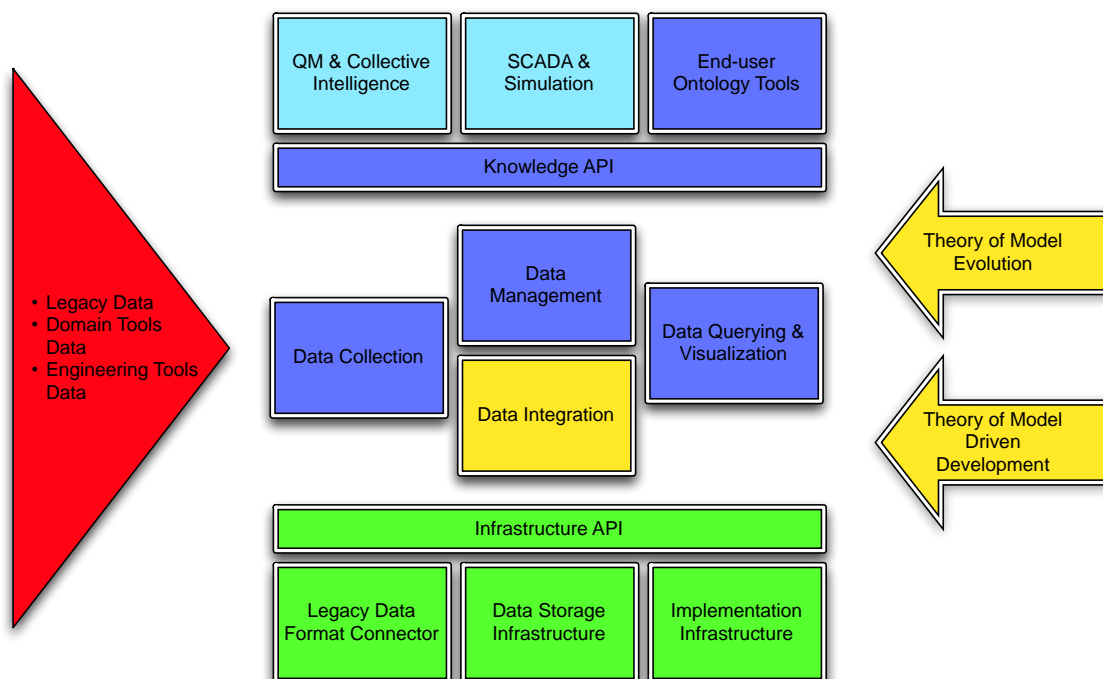 QM & Collective
Intelligence
SCADA &
Simulation
End-user
Ontology Tools
Knowledge API
• Legacy Data
• Domain Tools
Data
• Engineering Tools
Data
Data Collection
Data
Management
Data Integration
Data Querying &
Visualization
Theory of Model
Evolution
Theory of Model
Driven
Development
Infrastructure API
Legacy Data
Format Connector
Data Storage
Infrastructure
Implementation
Infrastructure